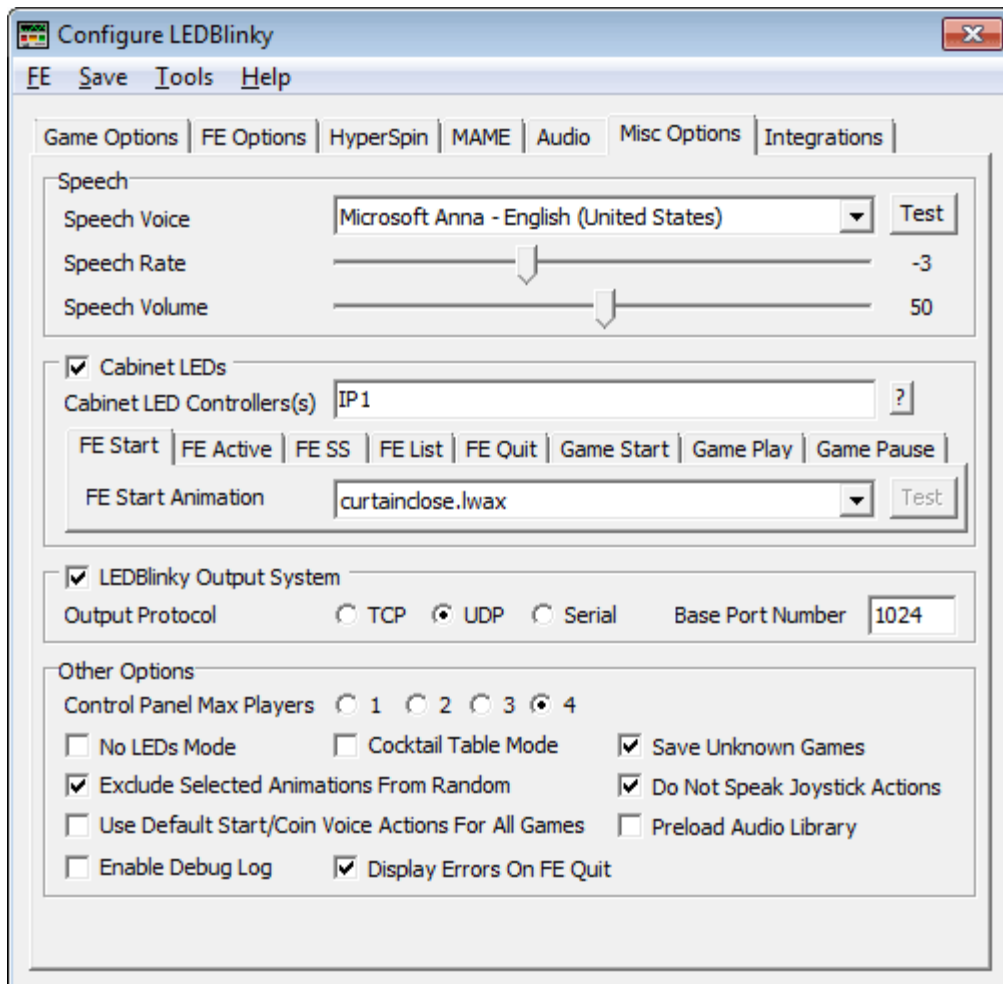 Configure LEDBlinky
FE Save Tools Help
Game Options FE Options HyperSpin MAME Audio Misc Options Integrations
Speech
Speech Voice Microsoft Anna - English (United States) Test
Speech Rate -3
Speech Volume 50
Cabinet LEDs
Cabinet LED Controllers(s) IP1 ?
FE Start FE Active FE SS FE List FE Quit Game Start Game Play Game Pause
FE Start Animation curtainclose.lwax Test
LEDBlinky Output System
Output Protocol TCP UDP Serial Base Port Number 1024
Other Options
Control Panel Max Players 1 2 3 4
No LEDs Mode Cocktail Table Mode Save Unknown Games
Exclude Selected Animations From Random Do Not Speak Joystick Actions
Use Default Start/Coin Voice Actions For All Games Preload Audio Library
Enable Debug Log Display Errors On FE Quit